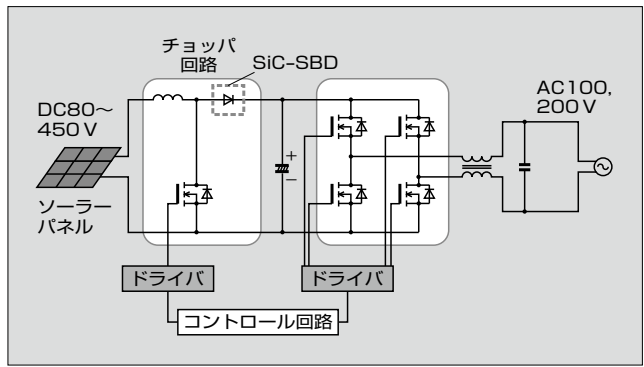 チョッパ
回路
SiC-SBD
DC80～
450V
AC100,
200V
ソーラー
パネル
+
−
ドライバ
ドライバ
コントロール回路